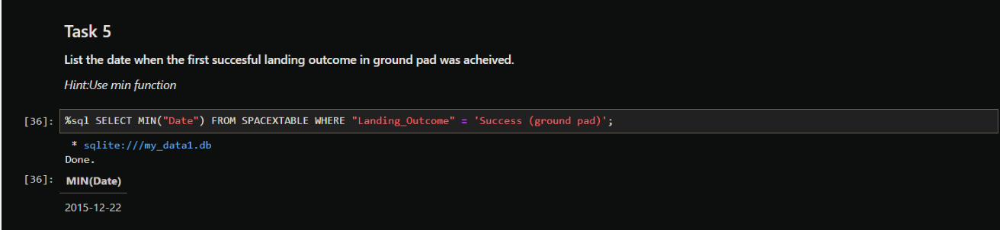 Task 5
List the date when the first succesful landing outcome in ground pad was acheived.
Hint:Use min function
[36]: %sql SELECT MIN("Date") FROM SPACEXTABLE WHERE "Landing_Outcome" = 'Success (ground pad)';
* sqlite:///my_data1.db
Done.
[36]: MIN(Date)
2015-12-22